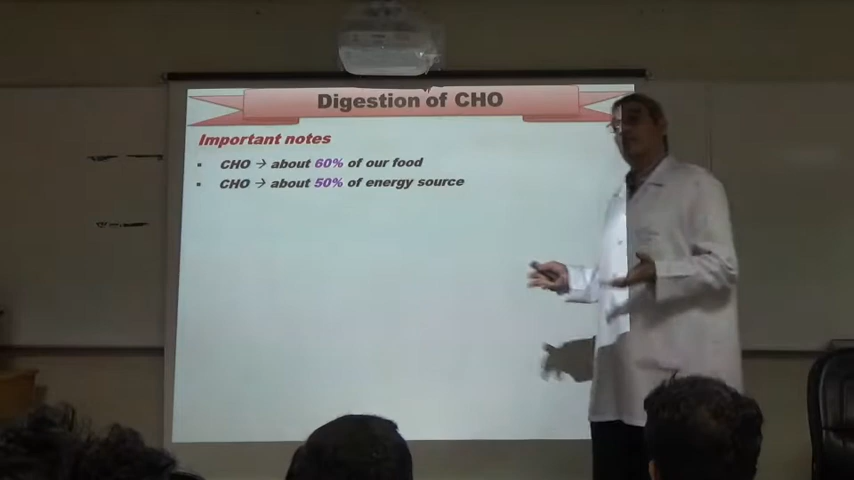 Digestion of CHO
Important notes
▪ CHO → about 60% of our food
▪ CHO → about 50% of energy source